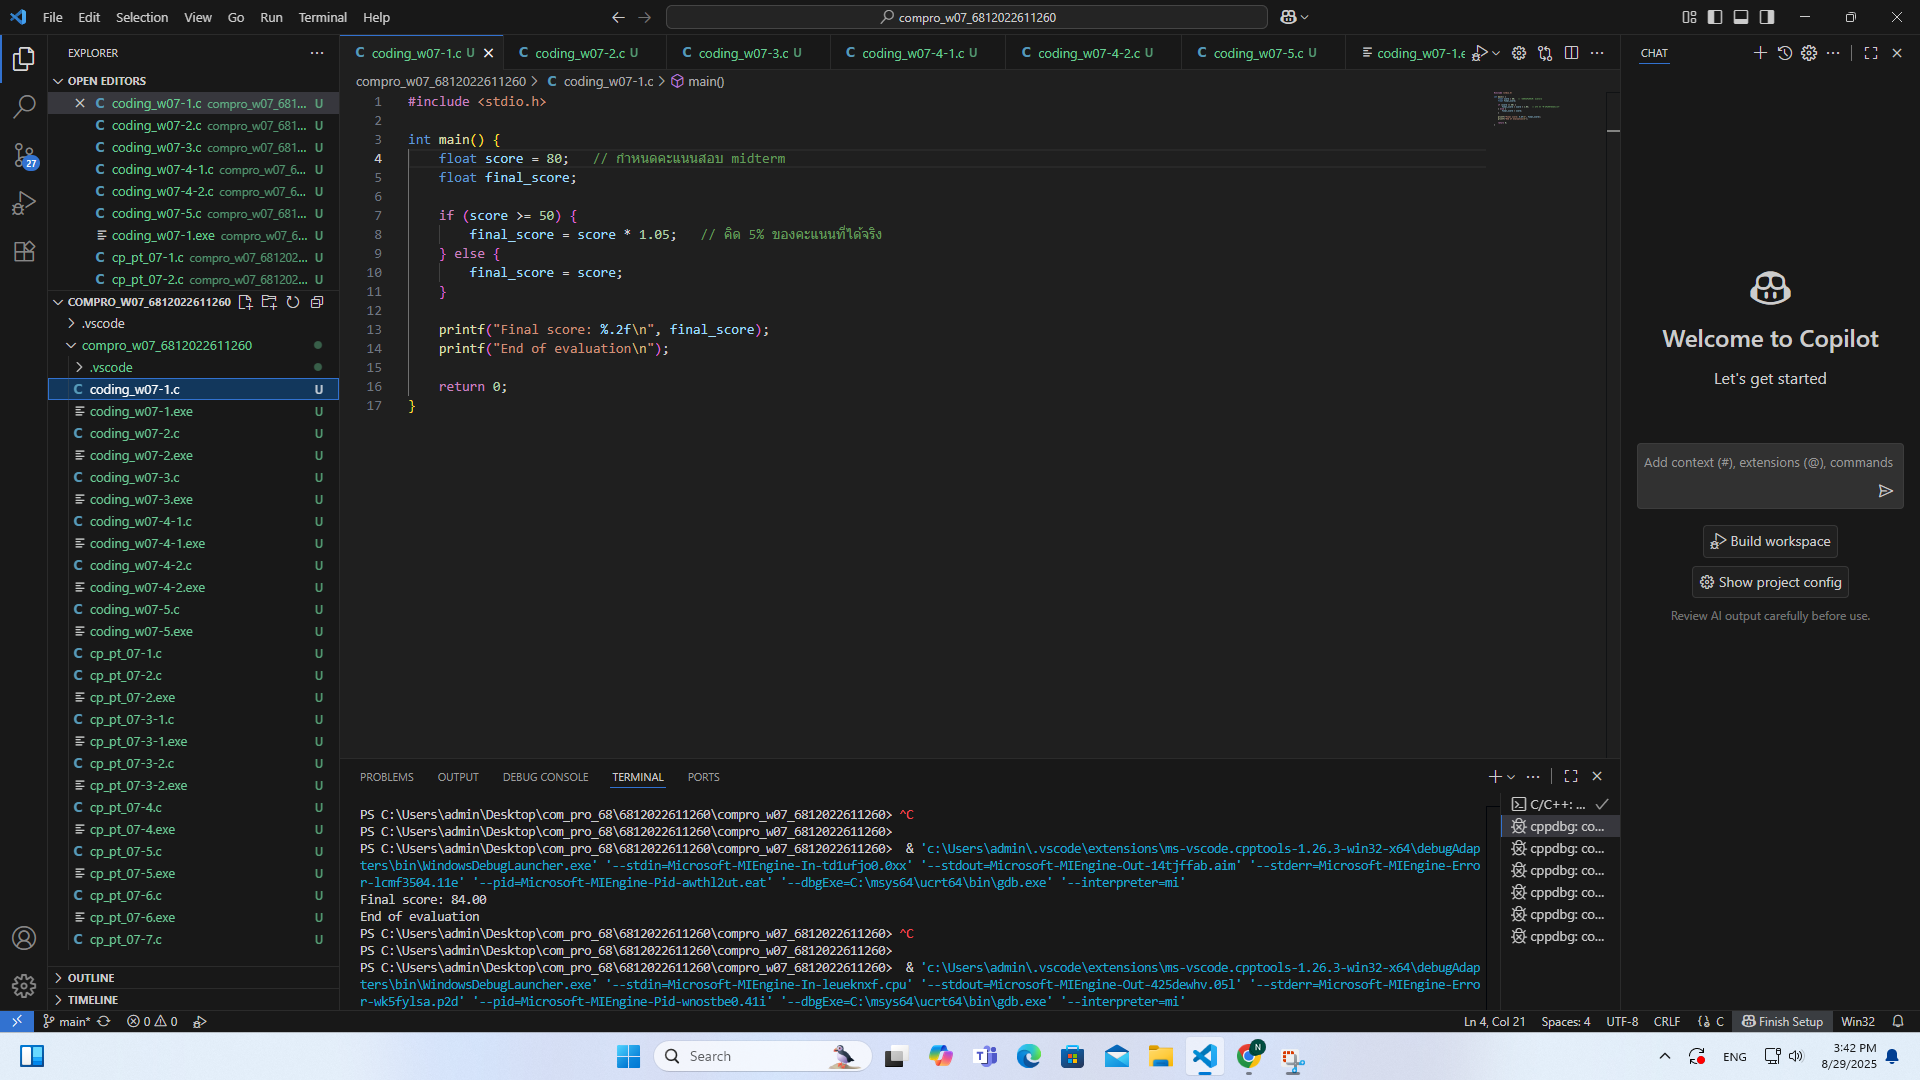 File Edit Selection View Go Run Terminal Help
compro_w07_6812022611260
EXPLORER
OPEN EDITORS
coding_w07-1.c compro_w07_681... U
coding_w07-2.c compro_w07_681... U
coding_w07-3.c compro_w07_681... U
coding_w07-4-1.c compro_w07_6... U
coding_w07-4-2.c compro_w07_6... U
coding_w07-5.c compro_w07_681... U
coding_w07-1.exe compro_w07_6... U
cp_pt_07-1.c compro_w07_681202... U
cp_pt_07-2.c compro_w07_681202... U
COMPRO_W07_6812022611260
.vscode
compro_w07_6812022611260
.vscode
coding_w07-1.c U
coding_w07-1.exe U
coding_w07-2.c U
coding_w07-2.exe U
coding_w07-3.c U
coding_w07-3.exe U
coding_w07-4-1.c U
coding_w07-4-1.exe U
coding_w07-4-2.c U
coding_w07-4-2.exe U
coding_w07-5.c U
coding_w07-5.exe U
cp_pt_07-1.c U
cp_pt_07-2.c U
cp_pt_07-2.exe U
cp_pt_07-3-1.c U
cp_pt_07-3-1.exe U
cp_pt_07-3-2.c U
cp_pt_07-3-2.exe U
cp_pt_07-4.c U
cp_pt_07-4.exe U
cp_pt_07-5.c U
cp_pt_07-5.exe U
cp_pt_07-6.c U
cp_pt_07-6.exe U
cp_pt_07-7.c U
OUTLINE
TIMELINE
27
coding_w07-1.c U coding_w07-2.c U coding_w07-3.c U coding_w07-4-1.c U coding_w07-4-2.c U coding_w07-5.c U coding_w07-1.e
compro_w07_6812022611260 > C coding_w07-1.c > main()
1 #include <stdio.h>
2
3 int main() {
4 float score = 80; // กำหนดคะแนนสอบ midterm
5 float final_score;
6
7 if (score >= 50) {
8 final_score = score * 1.05; // คิด 5% ของคะแนนที่ได้จริง
9 } else {
10 final_score = score;
11 }
12
13 printf("Final score: %.2f\n", final_score);
14 printf("End of evaluation\n");
15
16 return 0;
17 }
PROBLEMS OUTPUT DEBUG CONSOLE TERMINAL PORTS
PS C:\Users\admin\Desktop\com_pro_68\6812022611260\compro_w07_6812022611260> ^C
PS C:\Users\admin\Desktop\com_pro_68\6812022611260\compro_w07_6812022611260>
PS C:\Users\admin\Desktop\com_pro_68\6812022611260\compro_w07_6812022611260> & 'c:\Users\admin\.vscode\extensions\ms-vscode.cpptools-1.26.3-win32-x64\debugAdap
ters\bin\WindowsDebugLauncher.exe' '--stdin=Microsoft-MIEngine-In-td1ufjo0.0xx' '--stdout=Microsoft-MIEngine-Out-14tjffab.aim' '--stderr=Microsoft-MIEngine-Erro
r-lcmf3504.11e' '--pid=Microsoft-MIEngine-Pid-awthl2ut.eat' '--dbgExe=C:\msys64\ucrt64\bin\gdb.exe' '--interpreter=mi'
Final score: 84.00
End of evaluation
PS C:\Users\admin\Desktop\com_pro_68\6812022611260\compro_w07_6812022611260> ^C
PS C:\Users\admin\Desktop\com_pro_68\6812022611260\compro_w07_6812022611260>
PS C:\Users\admin\Desktop\com_pro_68\6812022611260\compro_w07_6812022611260> & 'c:\Users\admin\.vscode\extensions\ms-vscode.cpptools-1.26.3-win32-x64\debugAdap
ters\bin\WindowsDebugLauncher.exe' '--stdin=Microsoft-MIEngine-In-leueknxf.cpu' '--stdout=Microsoft-MIEngine-Out-425dewhv.05l' '--stderr=Microsoft-MIEngine-Erro
r-wk5fylsa.p2d' '--pid=Microsoft-MIEngine-Pid-wnostbe0.41i' '--dbgExe=C:\msys64\ucrt64\bin\gdb.exe' '--interpreter=mi'
C/C++: ...
cppdbg: co...
cppdbg: co...
cppdbg: co...
cppdbg: co...
cppdbg: co...
cppdbg: co...
CHAT
Welcome to Copilot
Let's get started
Add context (#), extensions (@), commands
Build workspace
Show project config
Review AI output carefully before use.
main* 0 0 Ln 4, Col 21 Spaces: 4 UTF-8 CRLF {} C Finish Setup Win32
Search
ENG
3:42 PM
8/29/2025